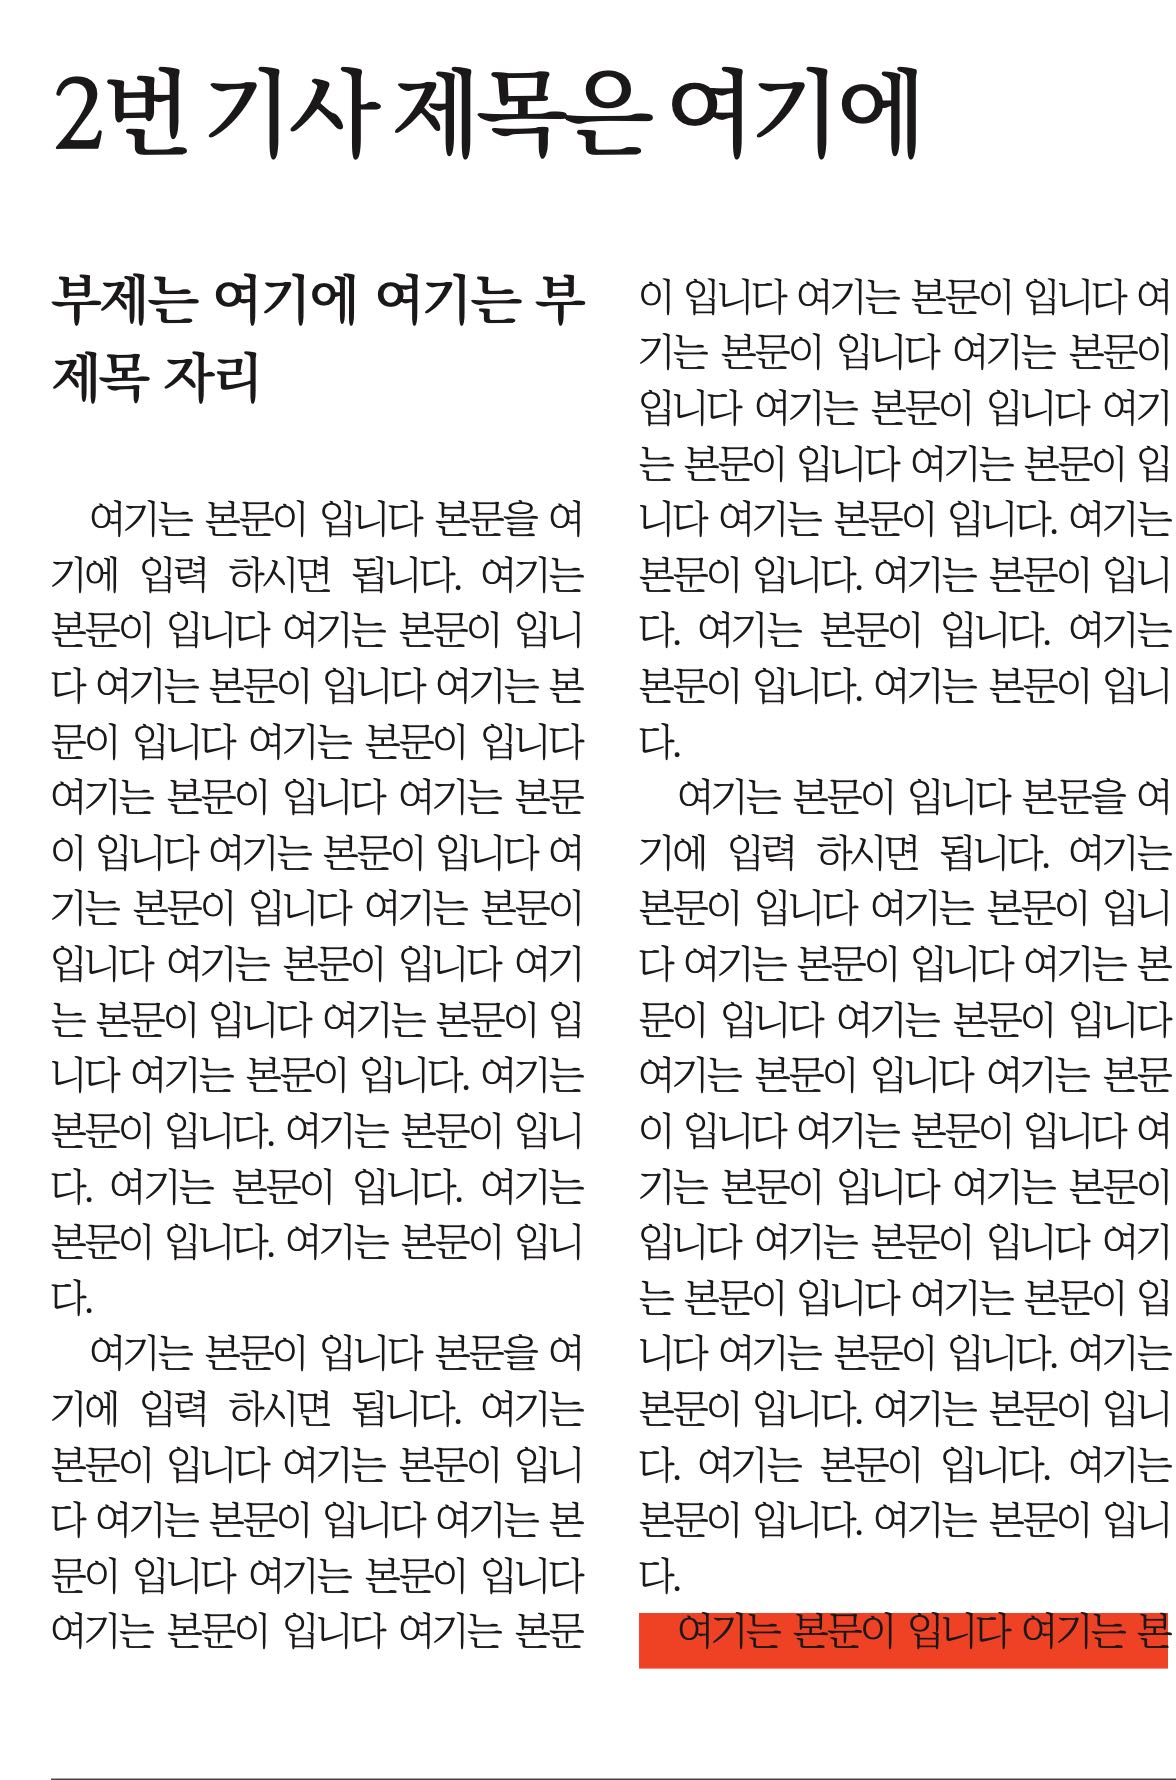 2번 기사 제목은 여기에
부제는 여기에 여기는 부
제목 자리
여기는 본문이 입니다 본문을 여
기에 입력 하시면 됩니다. 여기는
본문이 입니다 여기는 본문이 입니
다 여기는 본문이 입니다 여기는 본
문이 입니다 여기는 본문이 입니다
여기는 본문이 입니다 여기는 본문
이 입니다 여기는 본문이 입니다 여
기는 본문이 입니다 여기는 본문이
입니다 여기는 본문이 입니다 여기
는 본문이 입니다 여기는 본문이 입
니다 여기는 본문이 입니다. 여기는
본문이 입니다. 여기는 본문이 입니
다. 여기는 본문이 입니다. 여기는
본문이 입니다. 여기는 본문이 입니
다.
여기는 본문이 입니다 본문을 여
기에 입력 하시면 됩니다. 여기는
본문이 입니다 여기는 본문이 입니
다 여기는 본문이 입니다 여기는 본
문이 입니다 여기는 본문이 입니다
여기는 본문이 입니다 여기는 본문
이 입니다 여기는 본문이 입니다 여
기는 본문이 입니다 여기는 본문이
입니다 여기는 본문이 입니다 여기
는 본문이 입니다 여기는 본문이 입
니다 여기는 본문이 입니다. 여기는
본문이 입니다. 여기는 본문이 입니
다. 여기는 본문이 입니다. 여기는
본문이 입니다. 여기는 본문이 입니
다.
여기는 본문이 입니다 본문을 여
기에 입력 하시면 됩니다. 여기는
본문이 입니다 여기는 본문이 입니
다 여기는 본문이 입니다 여기는 본
문이 입니다 여기는 본문이 입니다
여기는 본문이 입니다 여기는 본문
이 입니다 여기는 본문이 입니다 여
기는 본문이 입니다 여기는 본문이
입니다 여기는 본문이 입니다 여기
는 본문이 입니다 여기는 본문이 입
니다 여기는 본문이 입니다. 여기는
본문이 입니다. 여기는 본문이 입니
다. 여기는 본문이 입니다. 여기는
본문이 입니다. 여기는 본문이 입니
다.
여기는 본문이 입니다 여기는 본